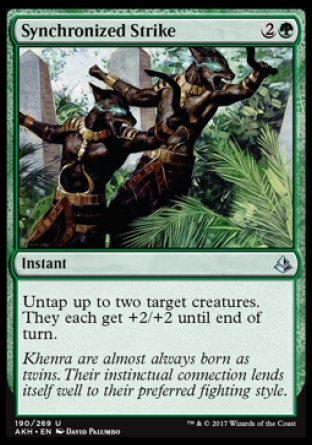 Synchronized Strike 2
Instant
Untap up to two target creatures.
They each get +2/+2 until end of
turn.
Khenra are almost always born as
twins. Their instinctual connection lends
itself well to their preferred fighting style.
190/269 U
AKH • EN David Palumbo
™ & © 2017 Wizards of the Coast